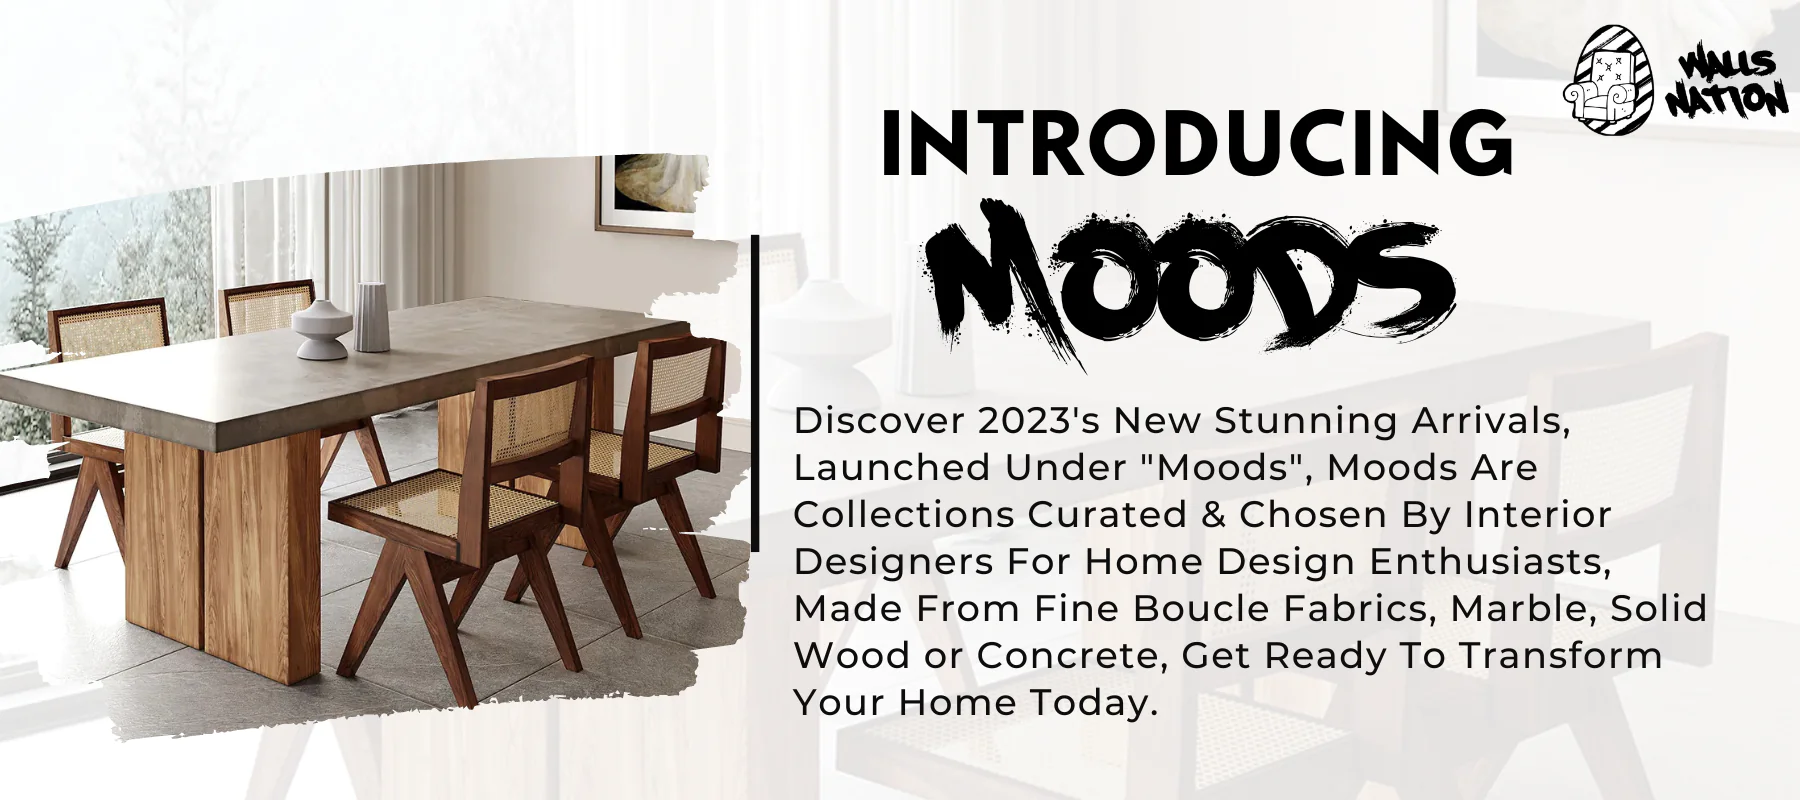 WALLS
NATION
INTRODUCING
MOODS
Discover 2023's New Stunning Arrivals,
Launched Under "Moods", Moods Are
Collections Curated & Chosen By Interior
Designers For Home Design Enthusiasts,
Made From Fine Boucle Fabrics, Marble, Solid
Wood or Concrete, Get Ready To Transform
Your Home Today.